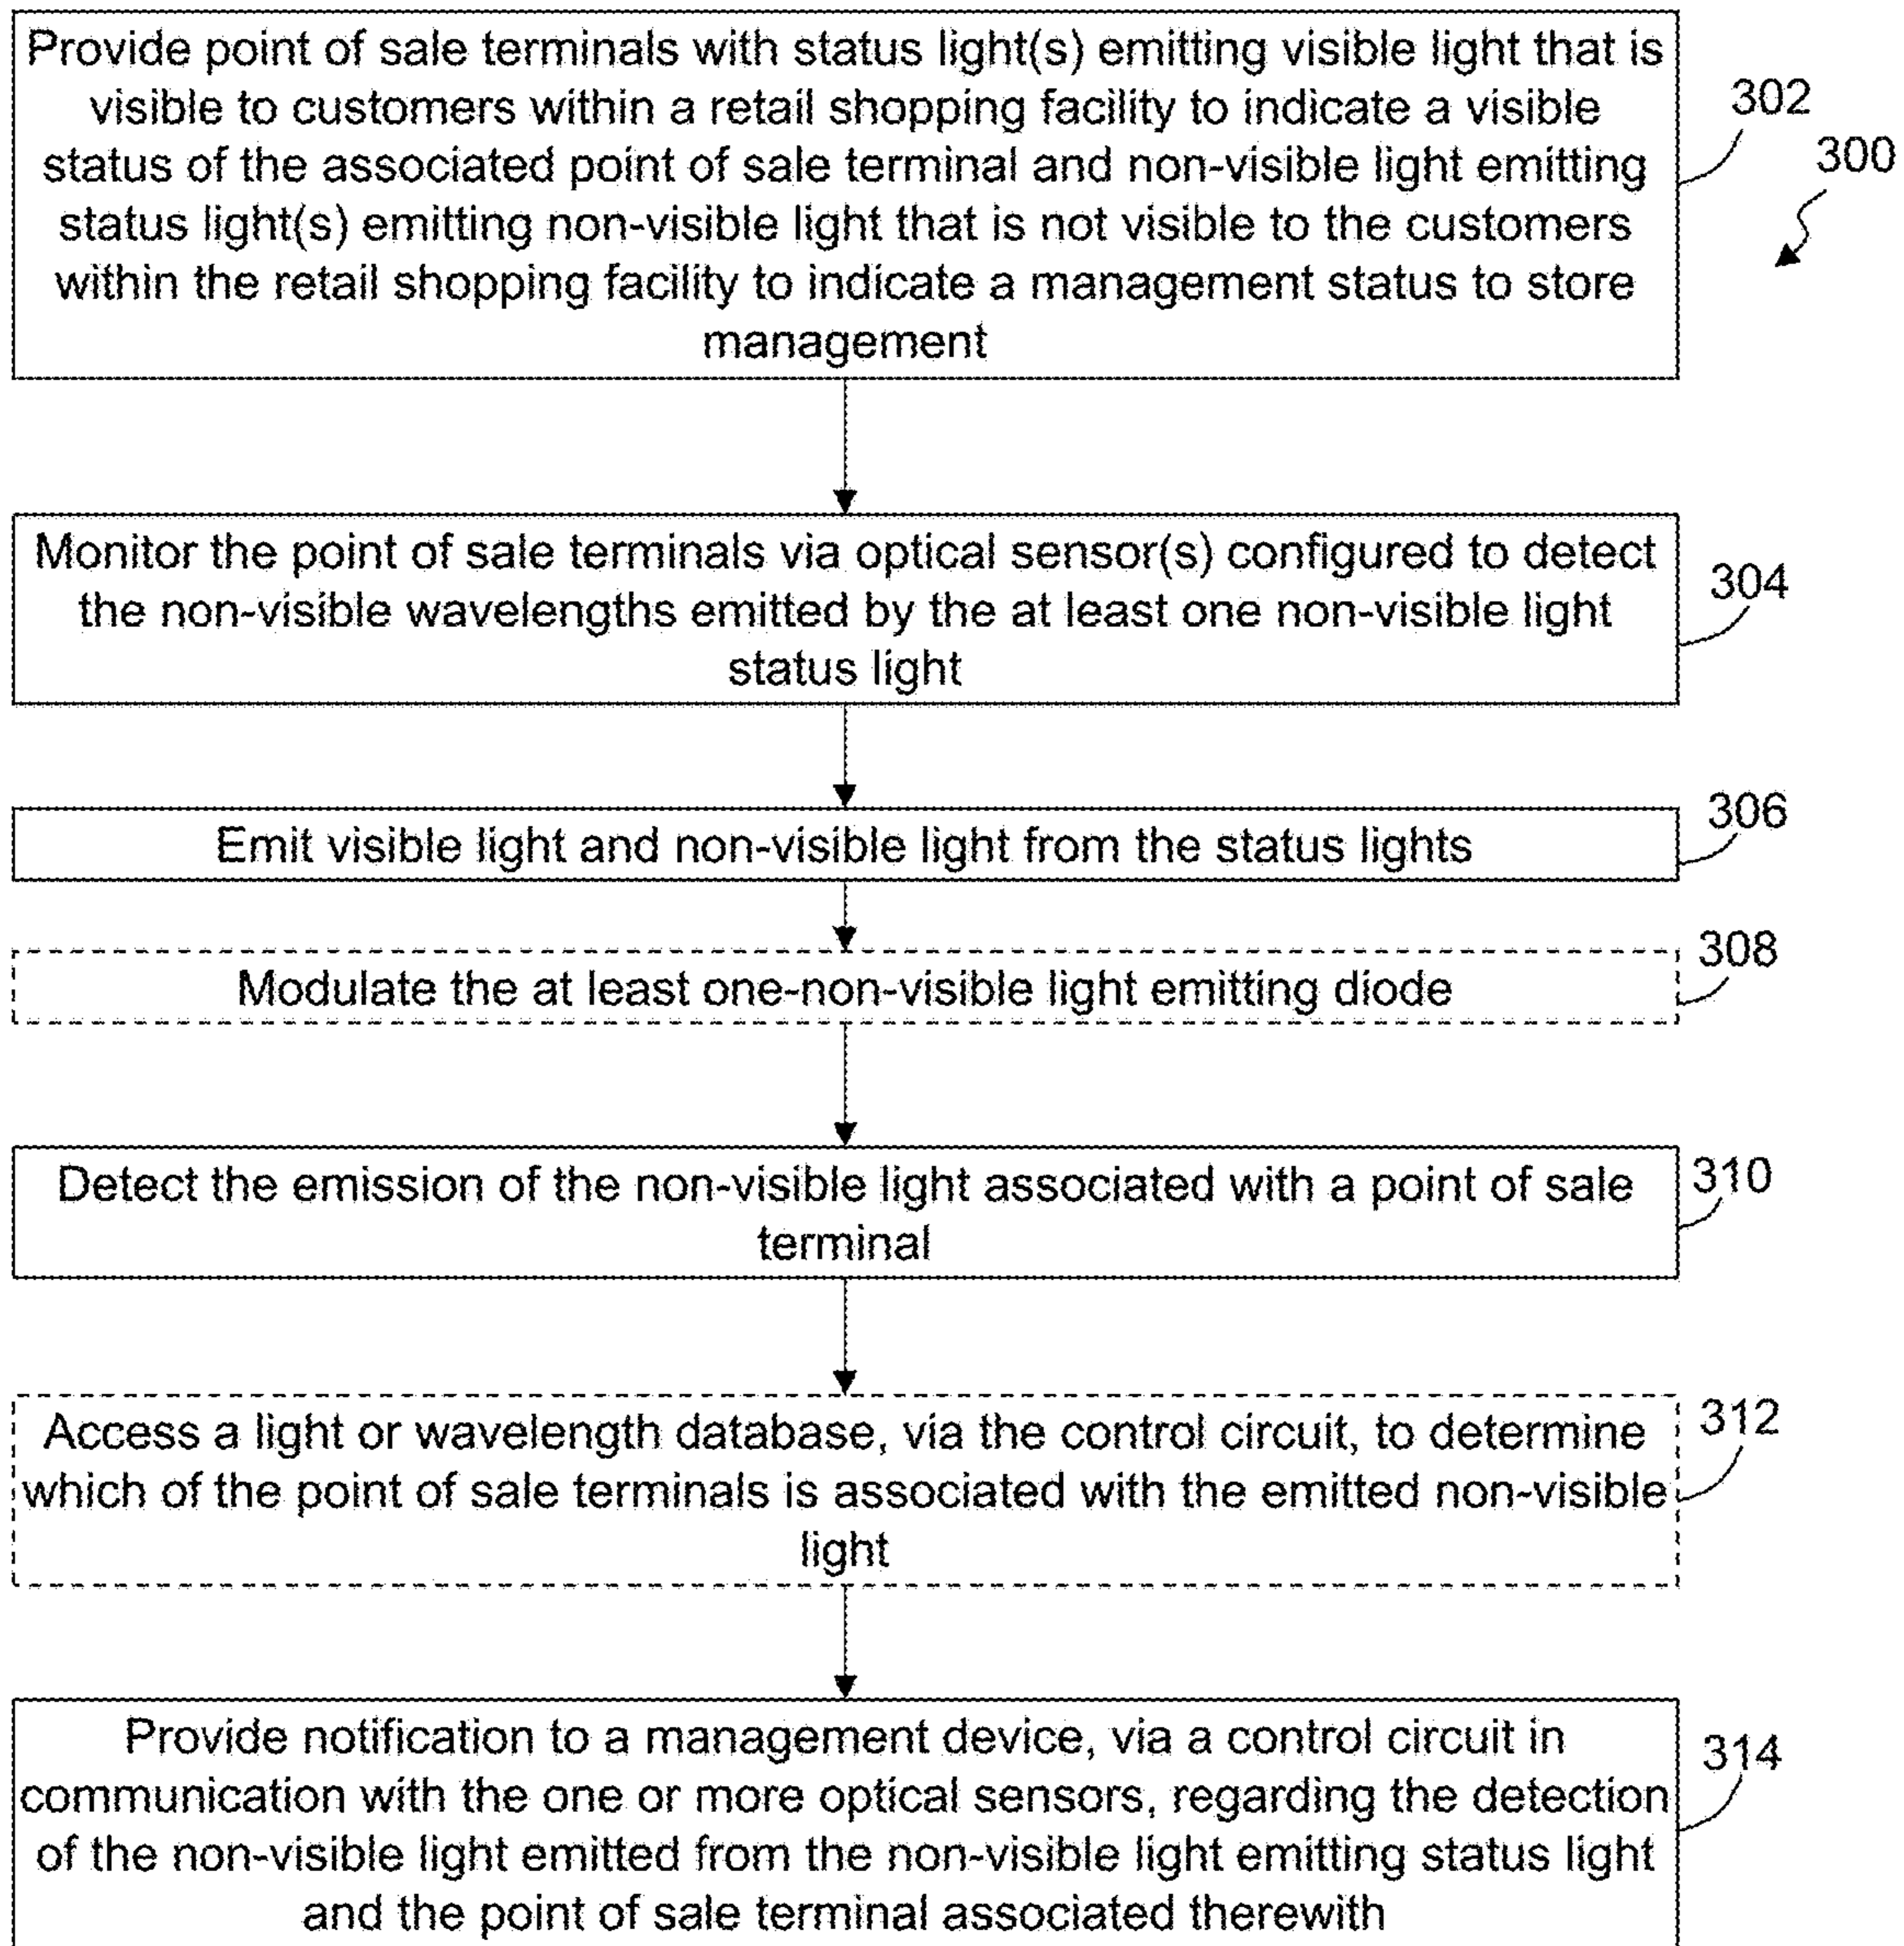 Provide point of sale terminals with status light(s) emitting visible light that is
visible to customers within a retail shopping facility to indicate a visible
status of the associated point of sale terminal and non-visible light emitting
status light(s) emitting non-visible light that is not visible to the customers
within the retail shopping facility to indicate a management status to store
management
302
300
Monitor the point of sale terminals via optical sensor(s) configured to detect
the non-visible wavelengths emitted by the at least one non-visible light
status light
304
Emit visible light and non-visible light from the status lights
306
Modulate the at least one-non-visible light emitting diode
308
Detect the emission of the non-visible light associated with a point of sale
terminal
310
Access a light or wavelength database, via the control circuit, to determine
which of the point of sale terminals is associated with the emitted non-visible
light
312
Provide notification to a management device, via a control circuit in
communication with the one or more optical sensors, regarding the detection
of the non-visible light emitted from the non-visible light emitting status light
and the point of sale terminal associated therewith
314